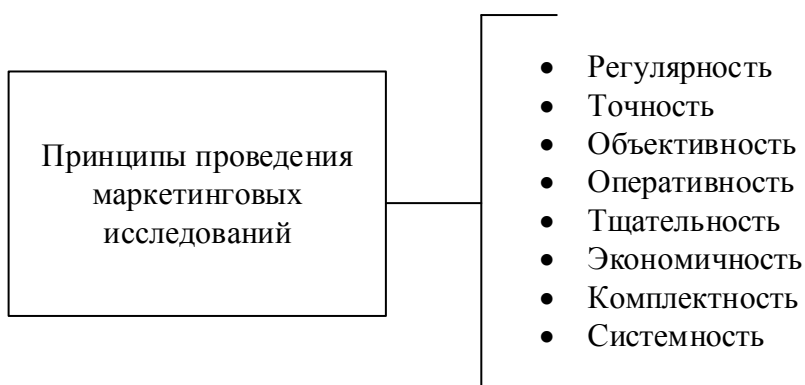 Принципы проведения
маркетинговых
исследований
• Регулярность
• Точность
• Объективность
• Оперативность
• Тщательность
• Экономичность
• Комплектность
• Системность